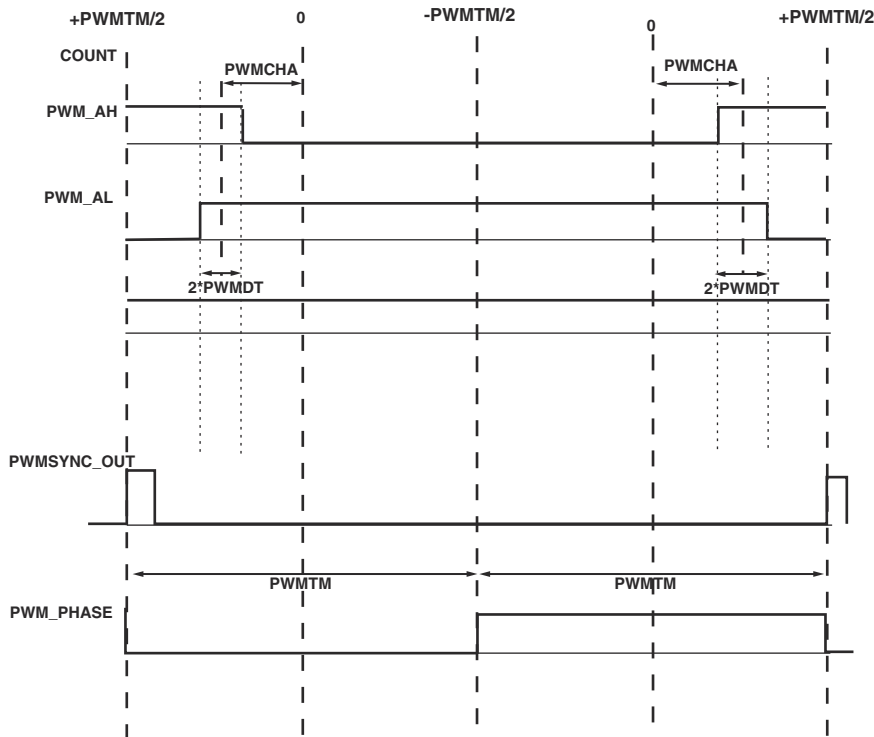 +PWMTM/2 0 -PWMTM/2 0 +PWMTM/2
COUNT
PWMCHA PWMCHA
PWM_AH
PWM_AL
2*PWMDT 2*PWMDT
PWMSYNC_OUT
PWMTM PWMTM
PWM_PHASE